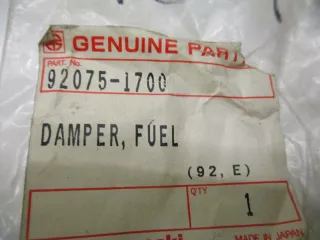 GENUINE PART
PART No.
92075-1700
DAMPER, FUEL
(92, E)
QTY
1
MADE IN JAPAN